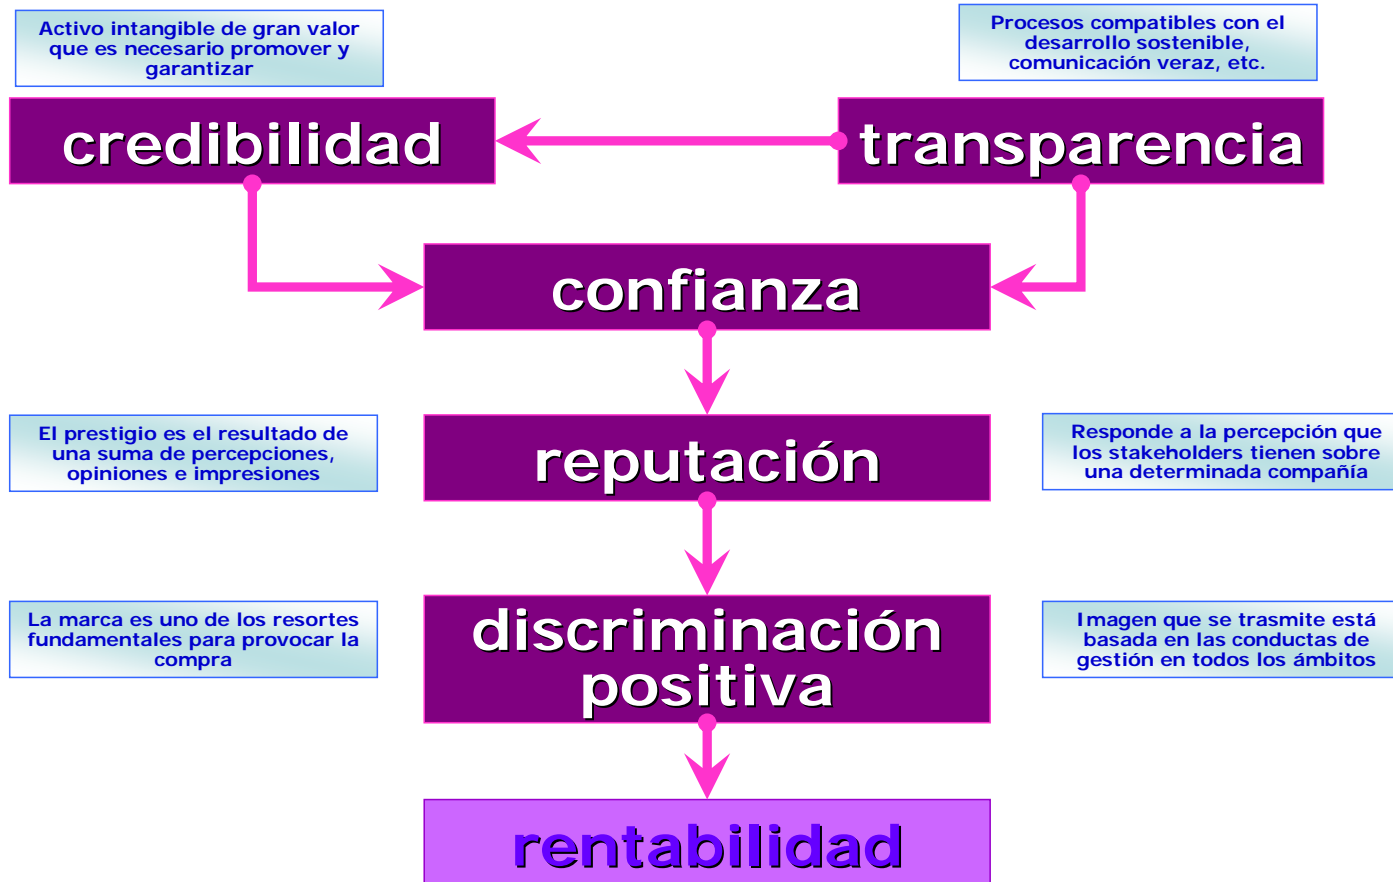 Activo intangible de gran valor
que es necesario promover y
garantizar
Procesos compatibles con el
desarrollo sostenible,
comunicación veraz, etc.
credibilidad
transparencia
confianza
El prestigio es el resultado de
una suma de percepciones,
opiniones e impresiones
reputación
Responde a la percepción que
los stakeholders tienen sobre
una determinada compañía
La marca es uno de los resortes
fundamentales para provocar la
compra
discriminación
positiva
Imagen que se trasmite está
basada en las conductas de
gestión en todos los ámbitos
rentabilidad